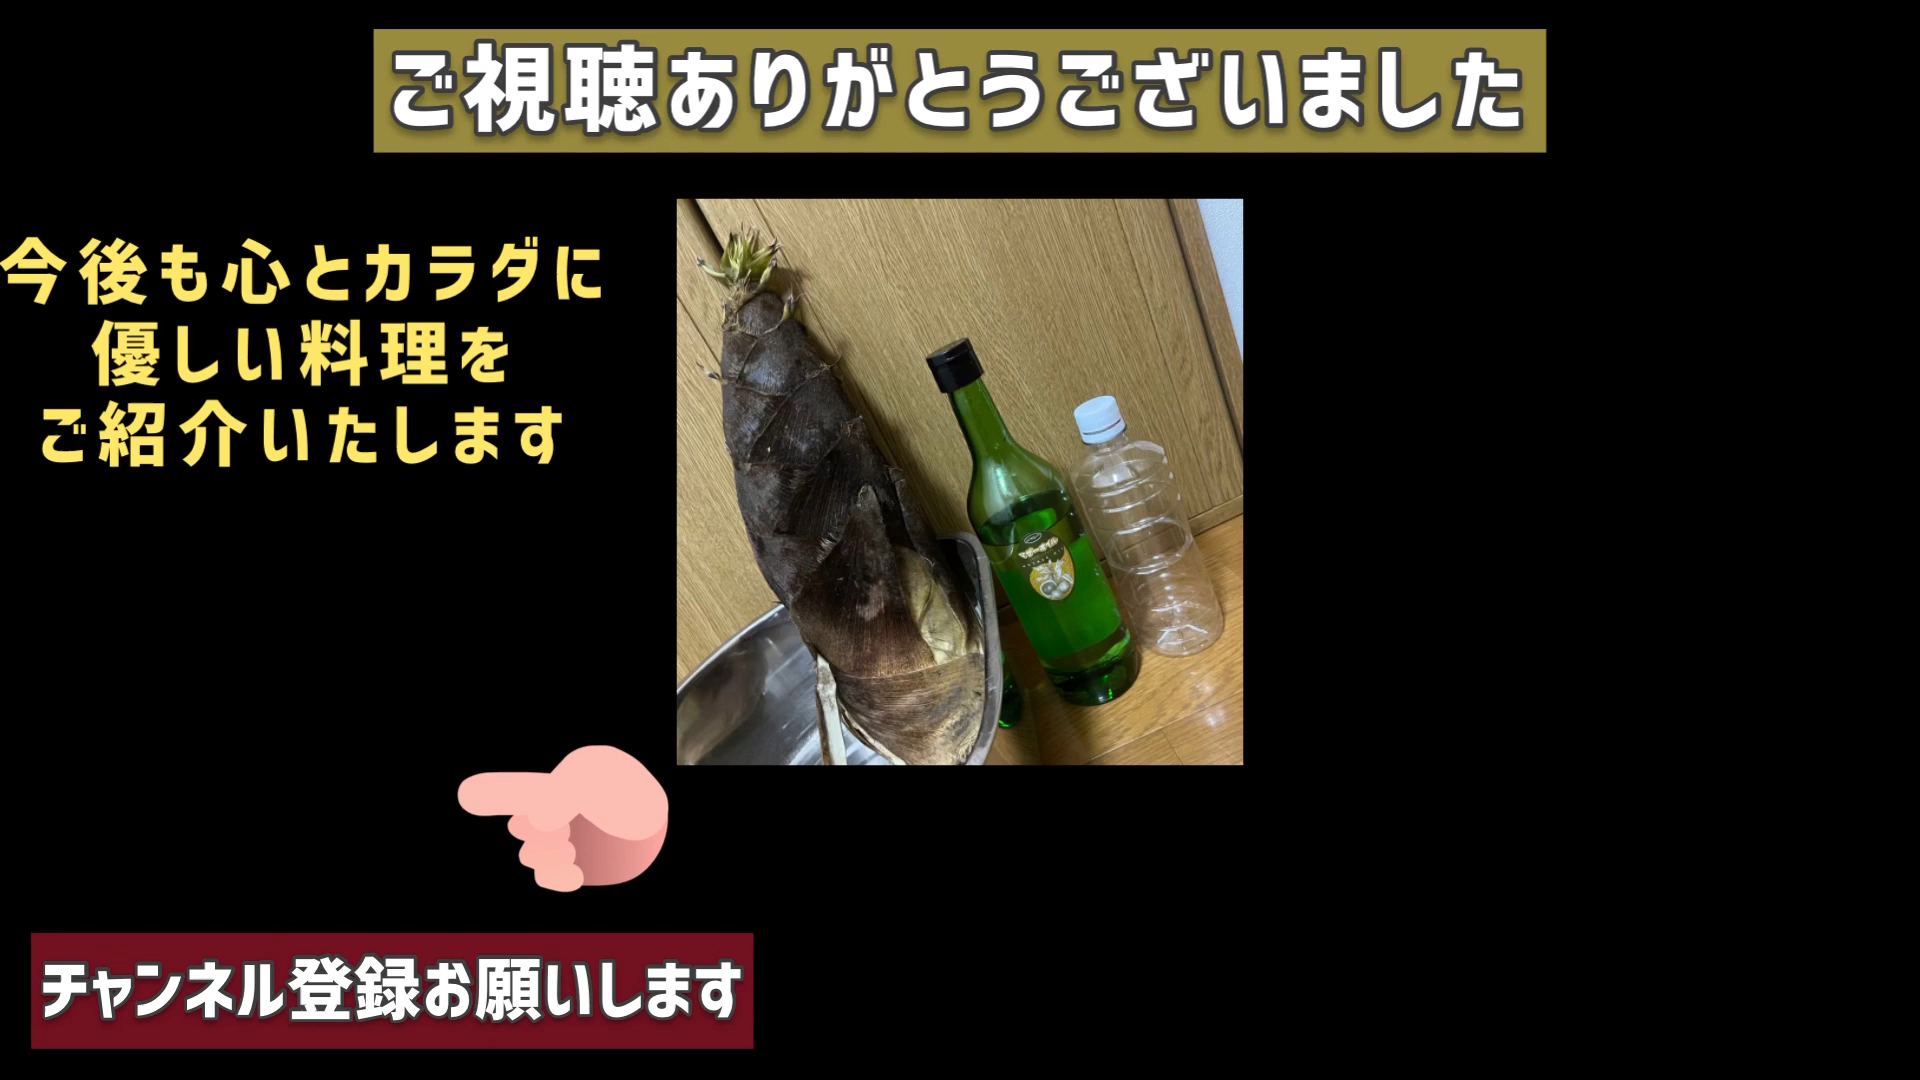 ご視聴ありがとうございました
今後も心とカラダに
優しい料理を
ご紹介いたします
チャンネル登録お願いします